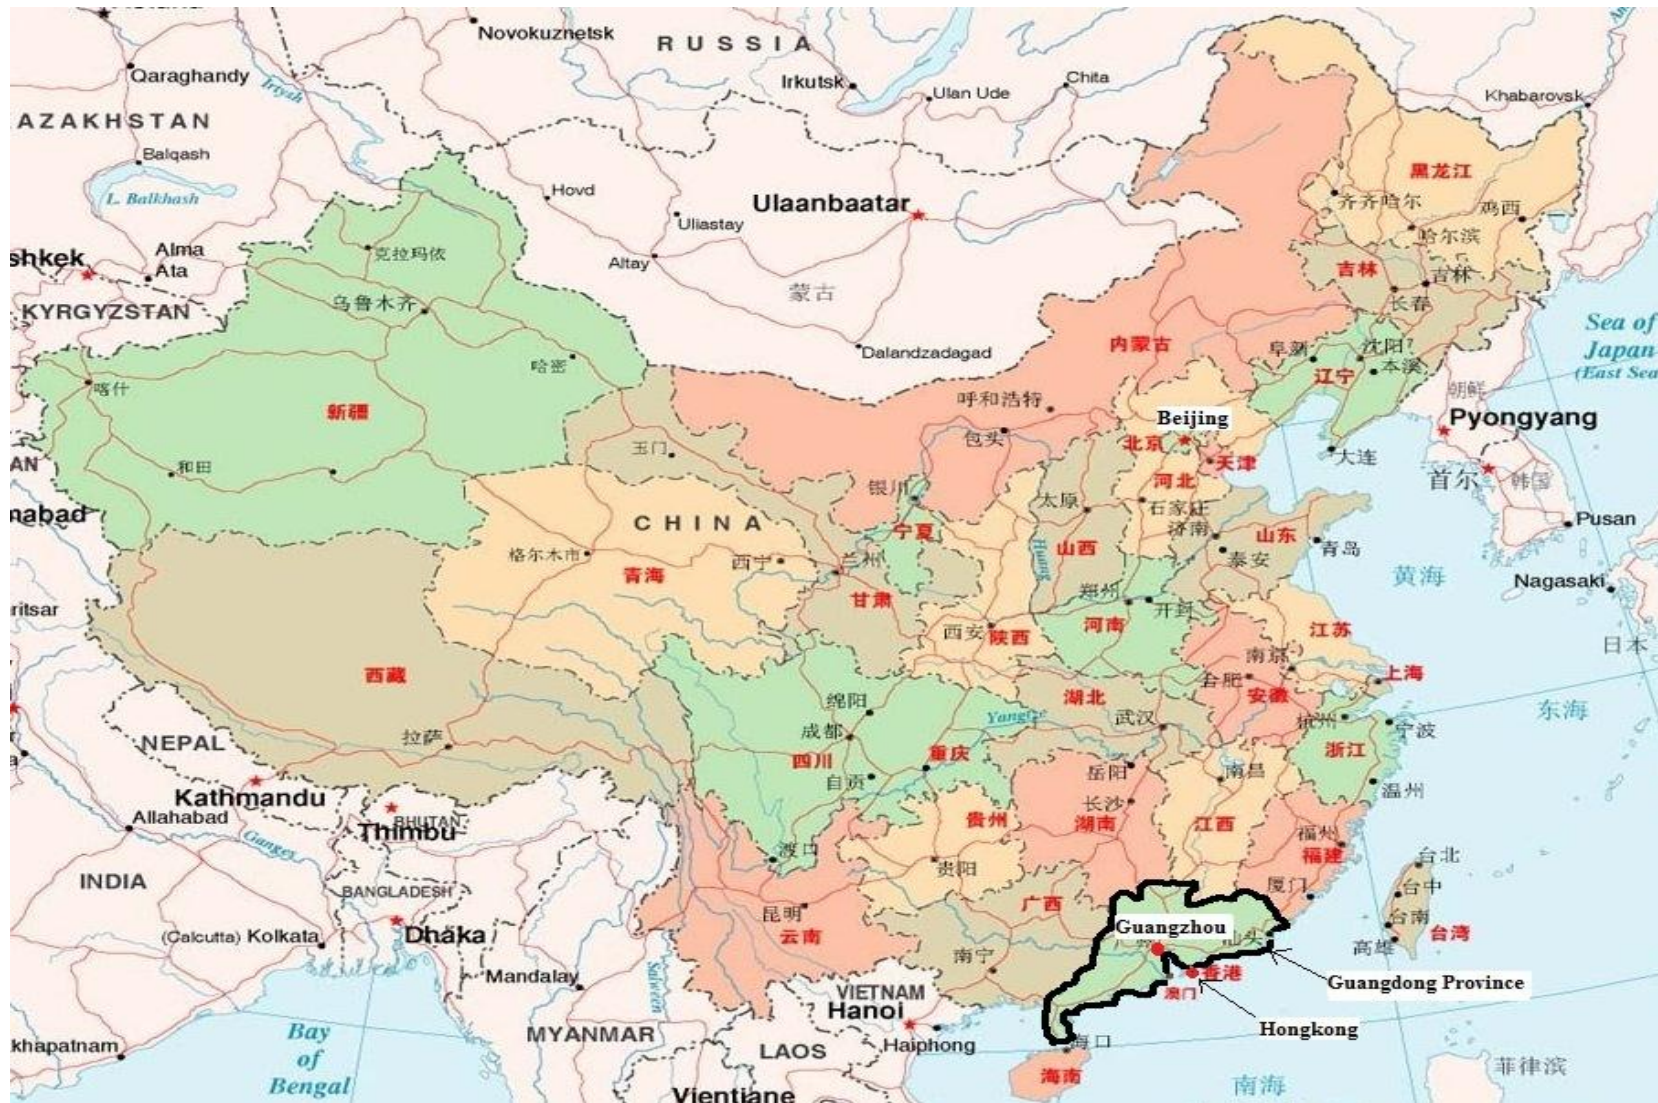 Novokuznetsk
RUSSIA
Qaraghandy
Irtysh
Irkutsk
Ulan Ude
Chita
Khabarovsk
AZAKHSTAN
Balqash
L. Balkhash
Hovd
Uliastay
Ulaanbaatar
黑龙江
齐齐哈尔
鸡西
哈尔滨
shkek
Alma
Ata
克拉玛依
Altay
蒙古
吉林
吉林
长春
KYRGYZSTAN
乌鲁木齐
Dalandzadagad
内蒙古
阜新
沈阳
本溪
辽宁
Sea of
Japan
(East Sea
哈密
喀什
新疆
呼和浩特
包头
Beijing
北京
天津
朝鲜
Pyongyang
大连
首尔
韩国
AN
和田
玉门
银川
太原
河北
石家庄
济南
Pusan
nabad
CHINA
宁夏
山西
Huang
山东
泰安
青岛
格尔木市
西宁
兰州
青海
甘肃
黄海
Nagasaki
ritsar
郑州
开封
河南
西安
陕西
江苏
日本
南京
合肥
安徽
上海
西藏
绵阳
湖北
武汉
Yangtze
杭州
宁波
东海
NEPAL
拉萨
成都
四川
重庆
浙江
自贡
岳阳
南昌
温州
Kathmandu
Allahabad
BHUTAN
Thimbu
长沙
湖南
江西
贵州
福州
福建
Ganges
渡口
贵阳
台北
INDIA
BANGLADESH
厦门
台中
昆明
广西
Guangzhou
汕头
台南
台湾
(Calcutta) Kolkata
Dhaka
云南
南宁
高雄
Mandalay
Salween
香港
澳门
Guangdong Province
VIETNAM
Hanoi
Hongkong
khapatnam
Bay
of
Bengal
MYANMAR
LAOS
Haiphong
海口
海南
南海
菲律滨
Vientiane